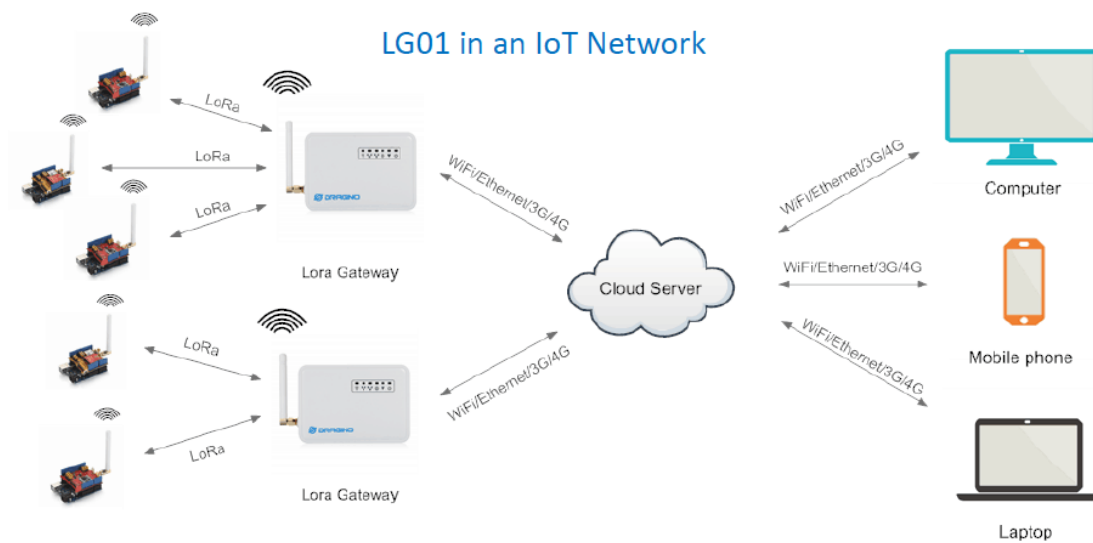 LG01 in an IoT Network
LoRa
LoRa
LoRa
DRAGINO
Lora Gateway
WiFi/Ethernet/3G/4G
LoRa
LoRa
DRAGINO
Lora Gateway
WiFi/Ethernet/3G/4G
Cloud Server
WiFi/Ethernet/3G/4G
Computer
WiFi/Ethernet/3G/4G
Mobile phone
WiFi/Ethernet/3G/4G
Laptop